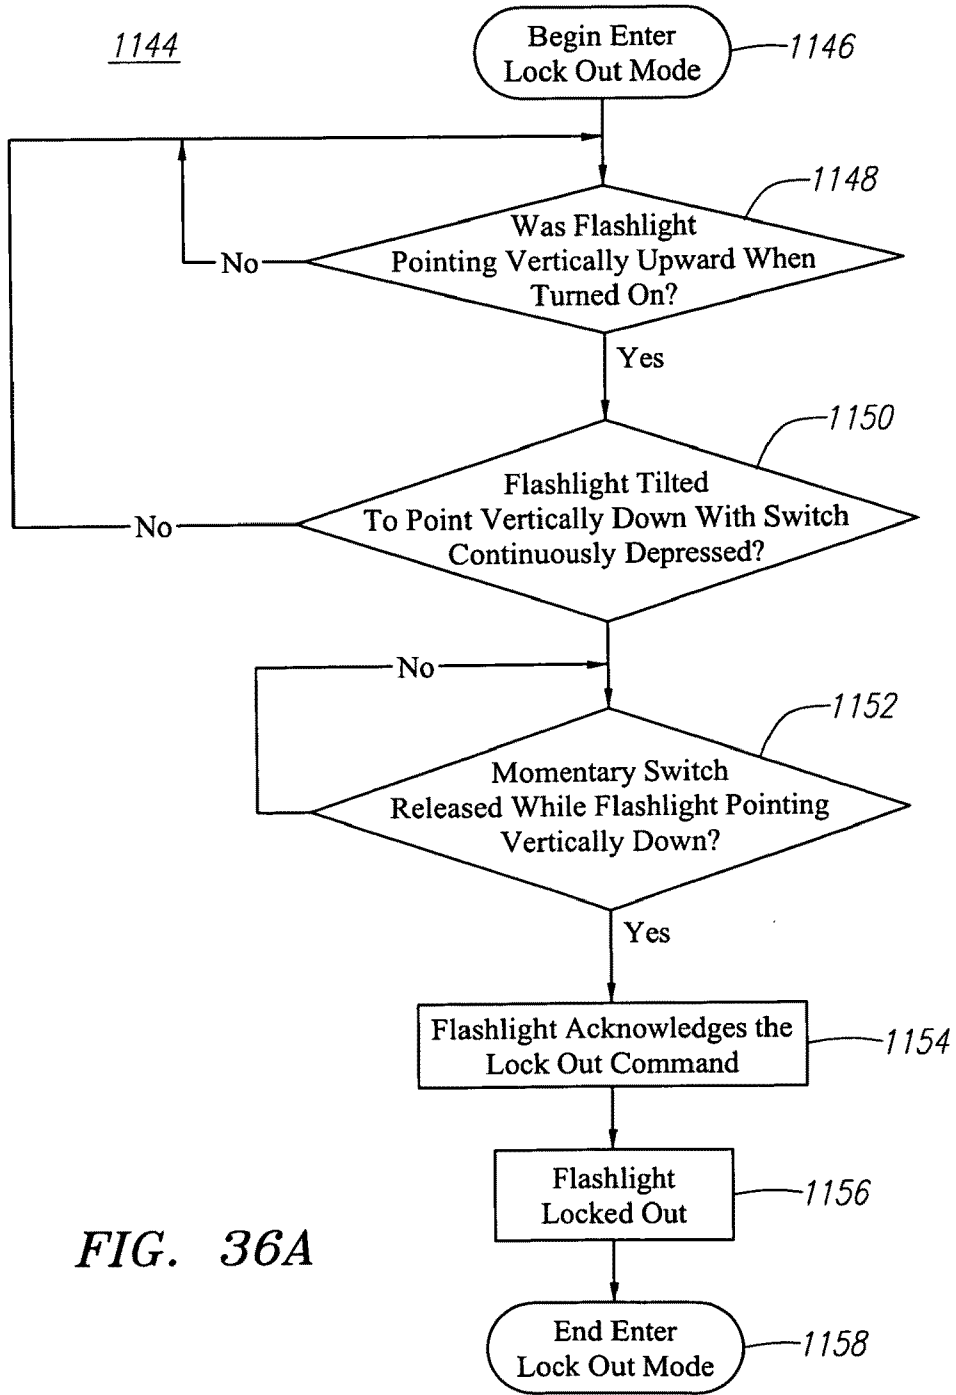 1144
Begin Enter
Lock Out Mode
1146
1148
Was Flashlight
Pointing Vertically Upward When
Turned On?
No
Yes
1150
Flashlight Tilted
To Point Vertically Down With Switch
Continuously Depressed?
No
No
1152
Momentary Switch
Released While Flashlight Pointing
Vertically Down?
Yes
Flashlight Acknowledges the
Lock Out Command
1154
Flashlight
Locked Out
1156
FIG. 36A
End Enter
Lock Out Mode
1158